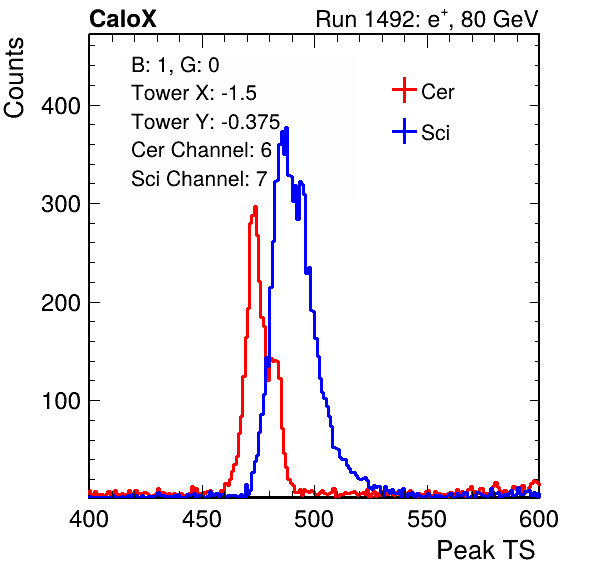 CaloX Run 1492: e⁺, 80 GeV
Counts
B: 1, G: 0
Tower X: -1.5
Tower Y: -0.375
Cer Channel: 6
Sci Channel: 7
Cer
Sci
400
300
200
100
400 450 500 550 600
Peak TS